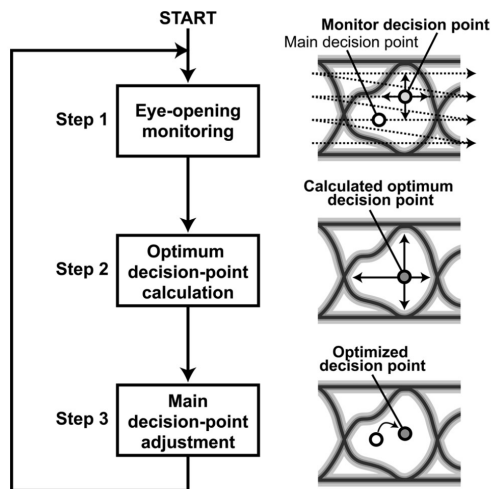 START
Monitor decision point
Main decision point
Step 1
Eye-opening
monitoring
Calculated optimum
decision point
Step 2
Optimum
decision-point
calculation
Optimized
decision point
Step 3
Main
decision-point
adjustment